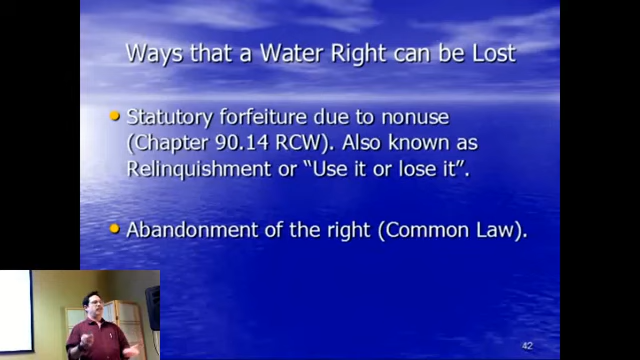 Ways that a Water Right can be Lost
Statutory forfeiture due to nonuse
(Chapter 90.14 RCW). Also known as
Relinquishment or “Use it or lose it”.
Abandonment of the right (Common Law).
42